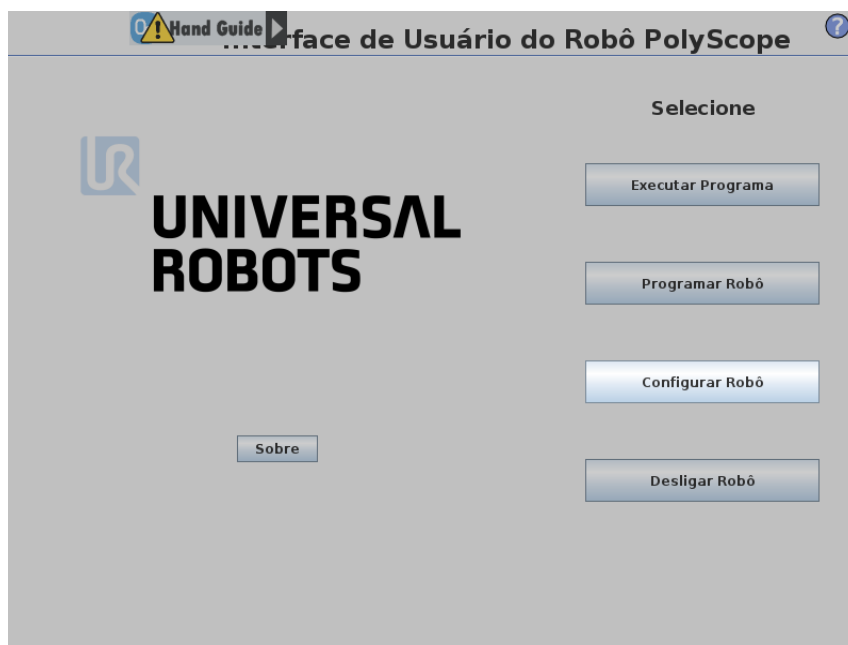 Hand Guide
rface de Usuário do Robô PolyScope
?
Selecione
UR
UNIVERSAL
ROBOTS
Executar Programa
Programar Robô
Configurar Robô
Sobre
Desligar Robô